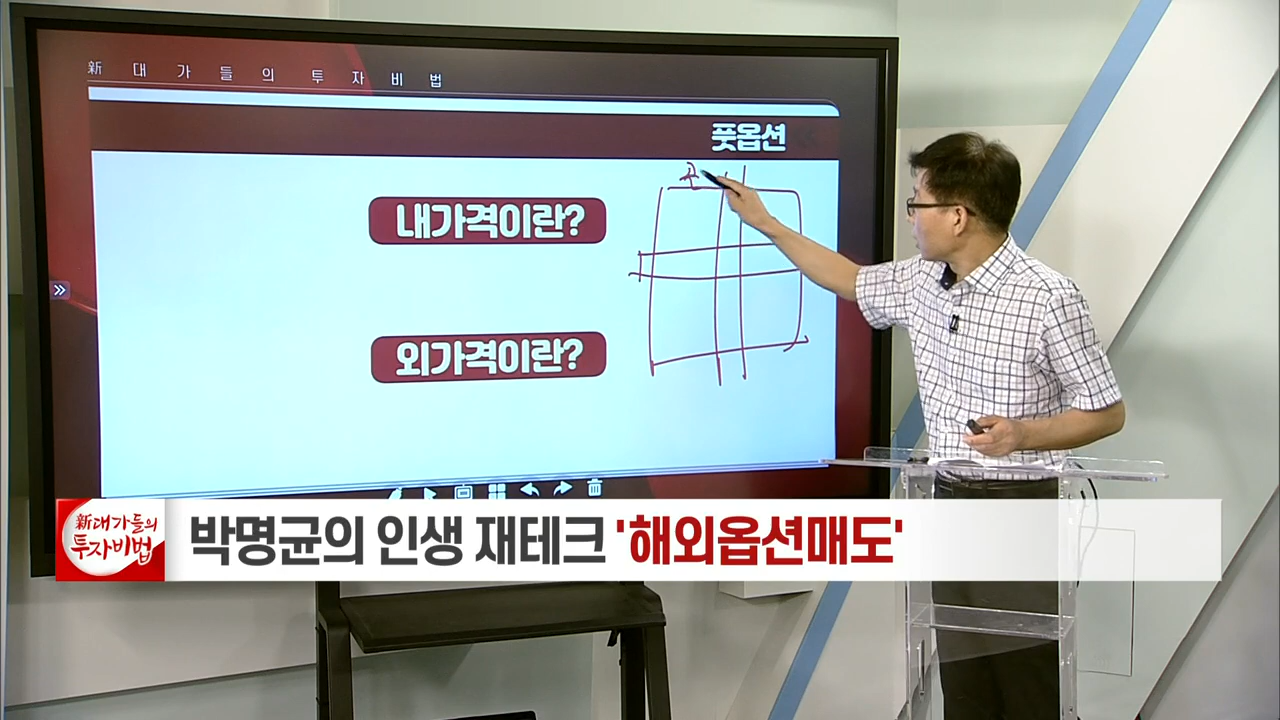 新대가들의 투자비법
풋옵션
내가격이란?
외가격이란?
新대가들의
투자비법
박명균의 인생 재테크 '해외옵션매도'